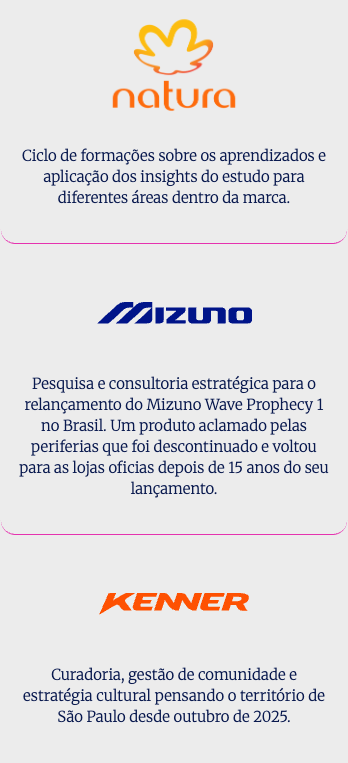 natura
Ciclo de formações sobre os aprendizados e
aplicação dos insights do estudo para
diferentes áreas dentro da marca.
MIZUNO
Pesquisa e consultoria estratégica para o
relançamento do Mizuno Wave Prophecy 1
no Brasil. Um produto aclamado pelas
periferias que foi descontinuado e voltou
para as lojas oficias depois de 15 anos do seu
lançamento.
KENNER
Curadoria, gestão de comunidade e
estratégia cultural pensando o território de
São Paulo desde outubro de 2025.